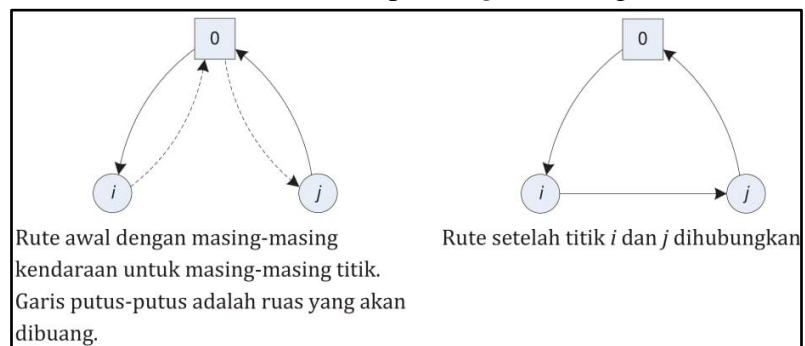 0
i
j
Rute awal dengan masing-masing
kendaraan untuk masing-masing titik.
Garis putus-putus adalah ruas yang akan
dibuang.
0
i
j
Rute setelah titik i dan j dihubungkan